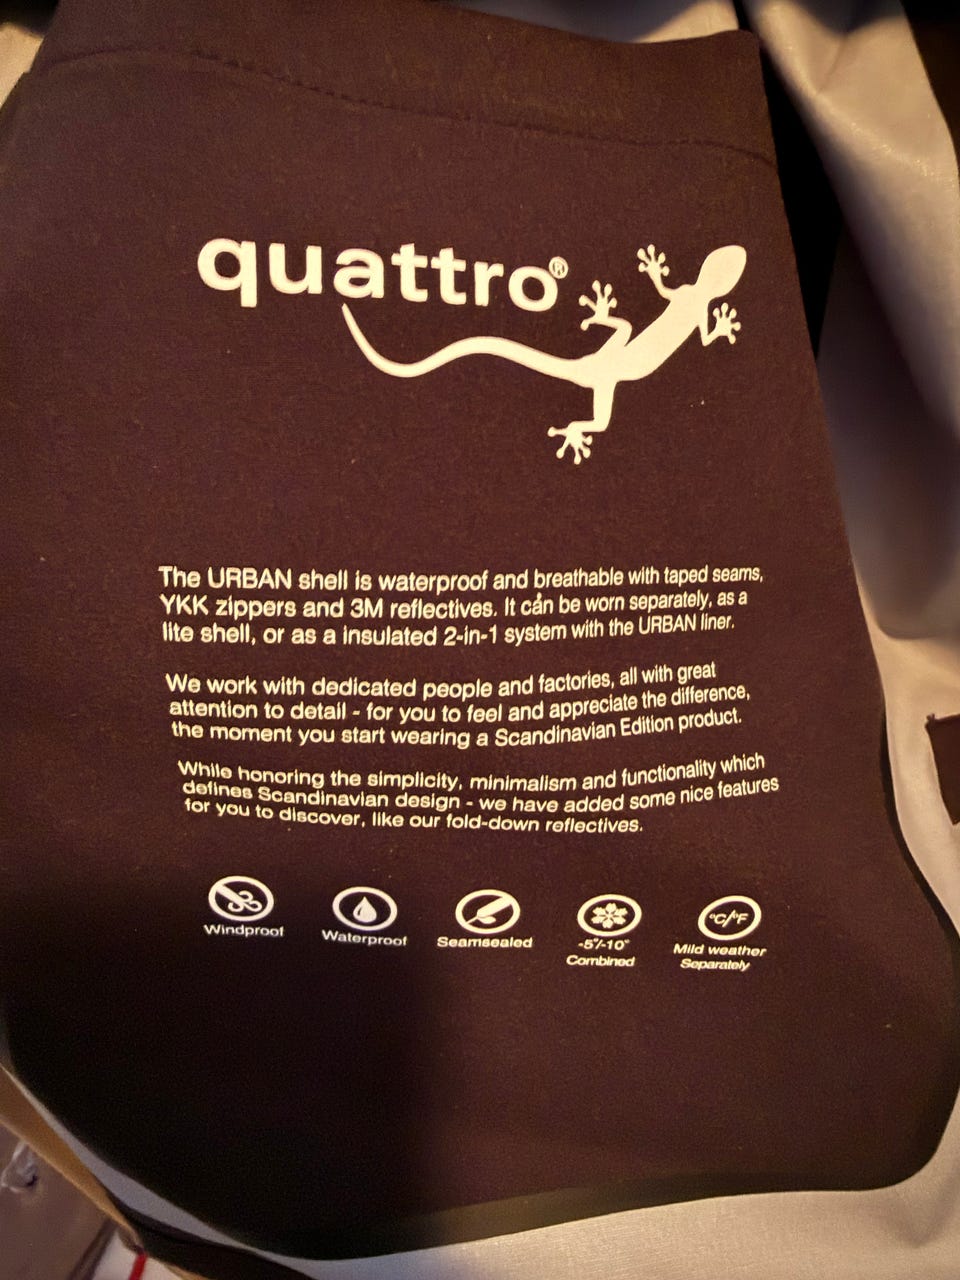 quattro®
The URBAN shell is waterproof and breathable with taped seams,
YKK zippers and 3M reflectives. It can be worn separately, as a
lite shell, or as a insulated 2-in-1 system with the URBAN liner.
We work with dedicated people and factories, all with great
attention to detail - for you to feel and appreciate the difference,
the moment you start wearing a Scandinavian Edition product.
While honoring the simplicity, minimalism and functionality which
defines Scandinavian design - we have added some nice features
for you to discover, like our fold-down reflectives.
°C/°F
Windproof
Waterproof
Seamsealed
-5°/-10°
Combined
Mild weather
Separately